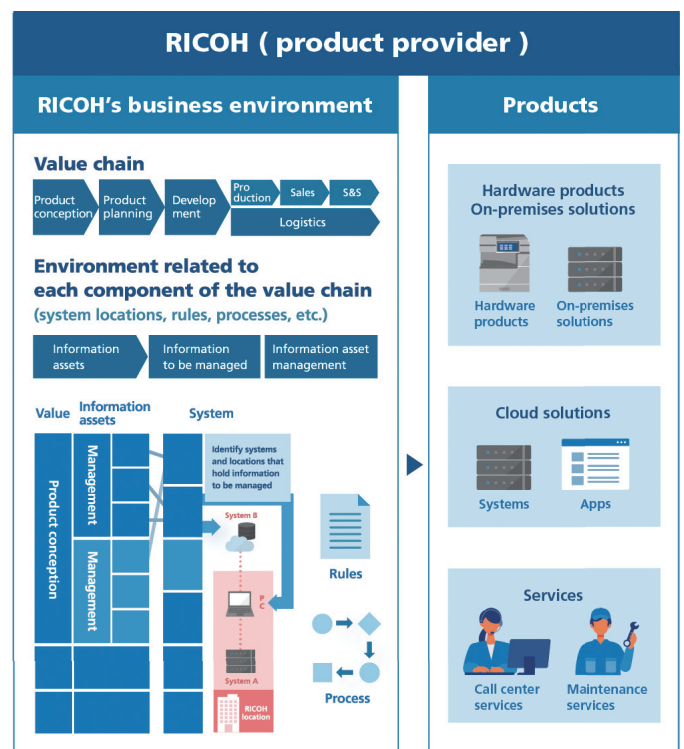 RICOH ( product provider )
RICOH's business environment
Value chain
Product
conception
Product
planning
Develop
ment
Pro
duction
Sales
S&S
Logistics
Environment related to
each component of the value chain
(system locations, rules, processes, etc.)
Information
assets
Information
to be managed
Information asset
management
Value
Information
assets
System
Product conception
Management
Management
Identify systems
and locations that
hold information
to be managed
System B
P
C
System A
RICOH
location
Rules
Process
Products
Hardware products
On-premises solutions
Hardware
products
On-premises
solutions
Cloud solutions
Systems
Apps
Services
Call center
services
Maintenance
services